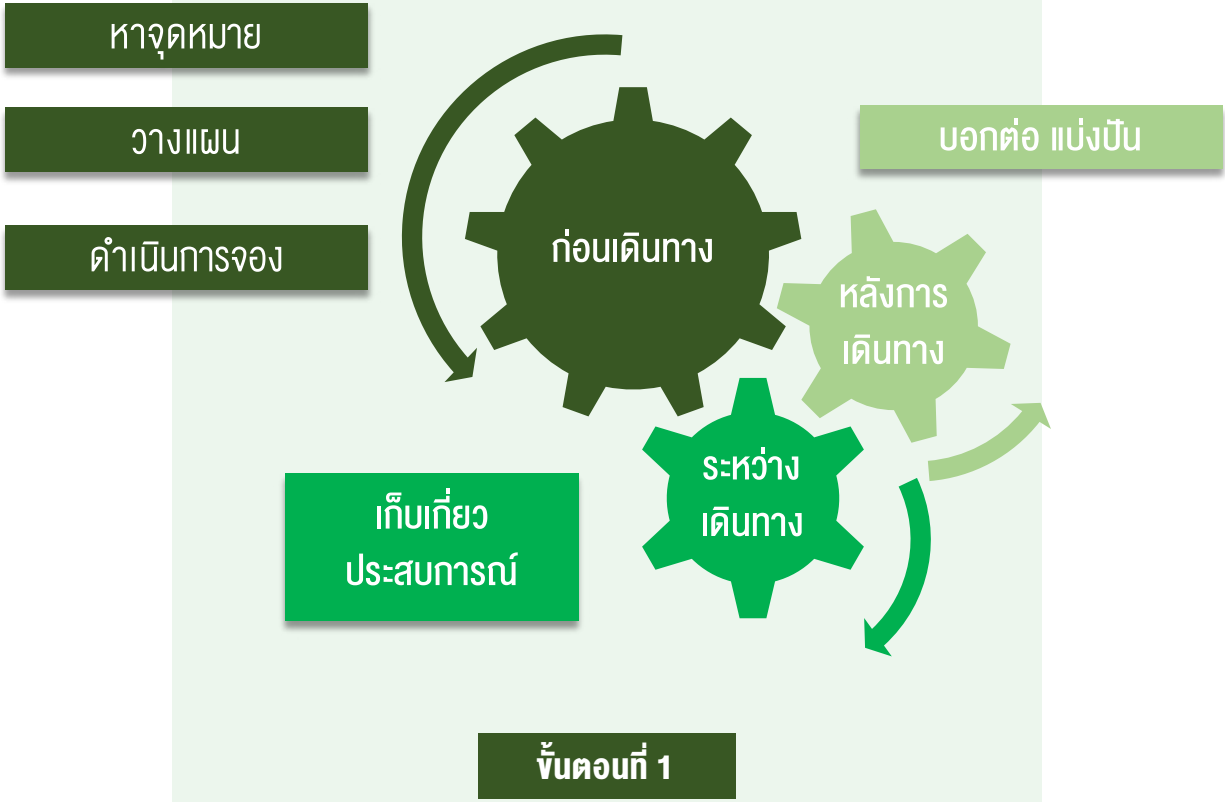 หาจุดหมาย
วางแผน
ดำเนินการจอง
บอกต่อ แบ่งปัน
ก่อนเดินทาง
หลังการ
เดินทาง
ระหว่าง
เดินทาง
เก็บเกี่ยว
ประสบการณ์
ขั้นตอนที่ 1